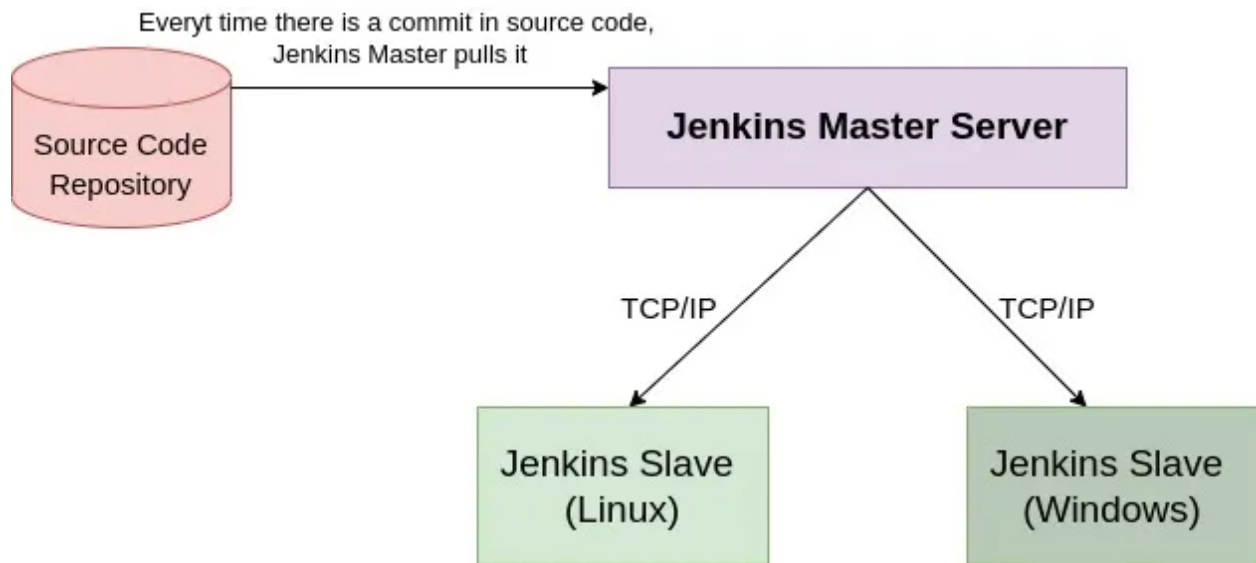 Everyt time there is a commit in source code,
Jenkins Master pulls it
Source Code
Repository
Jenkins Master Server
TCP/IP
TCP/IP
Jenkins Slave
(Linux)
Jenkins Slave
(Windows)